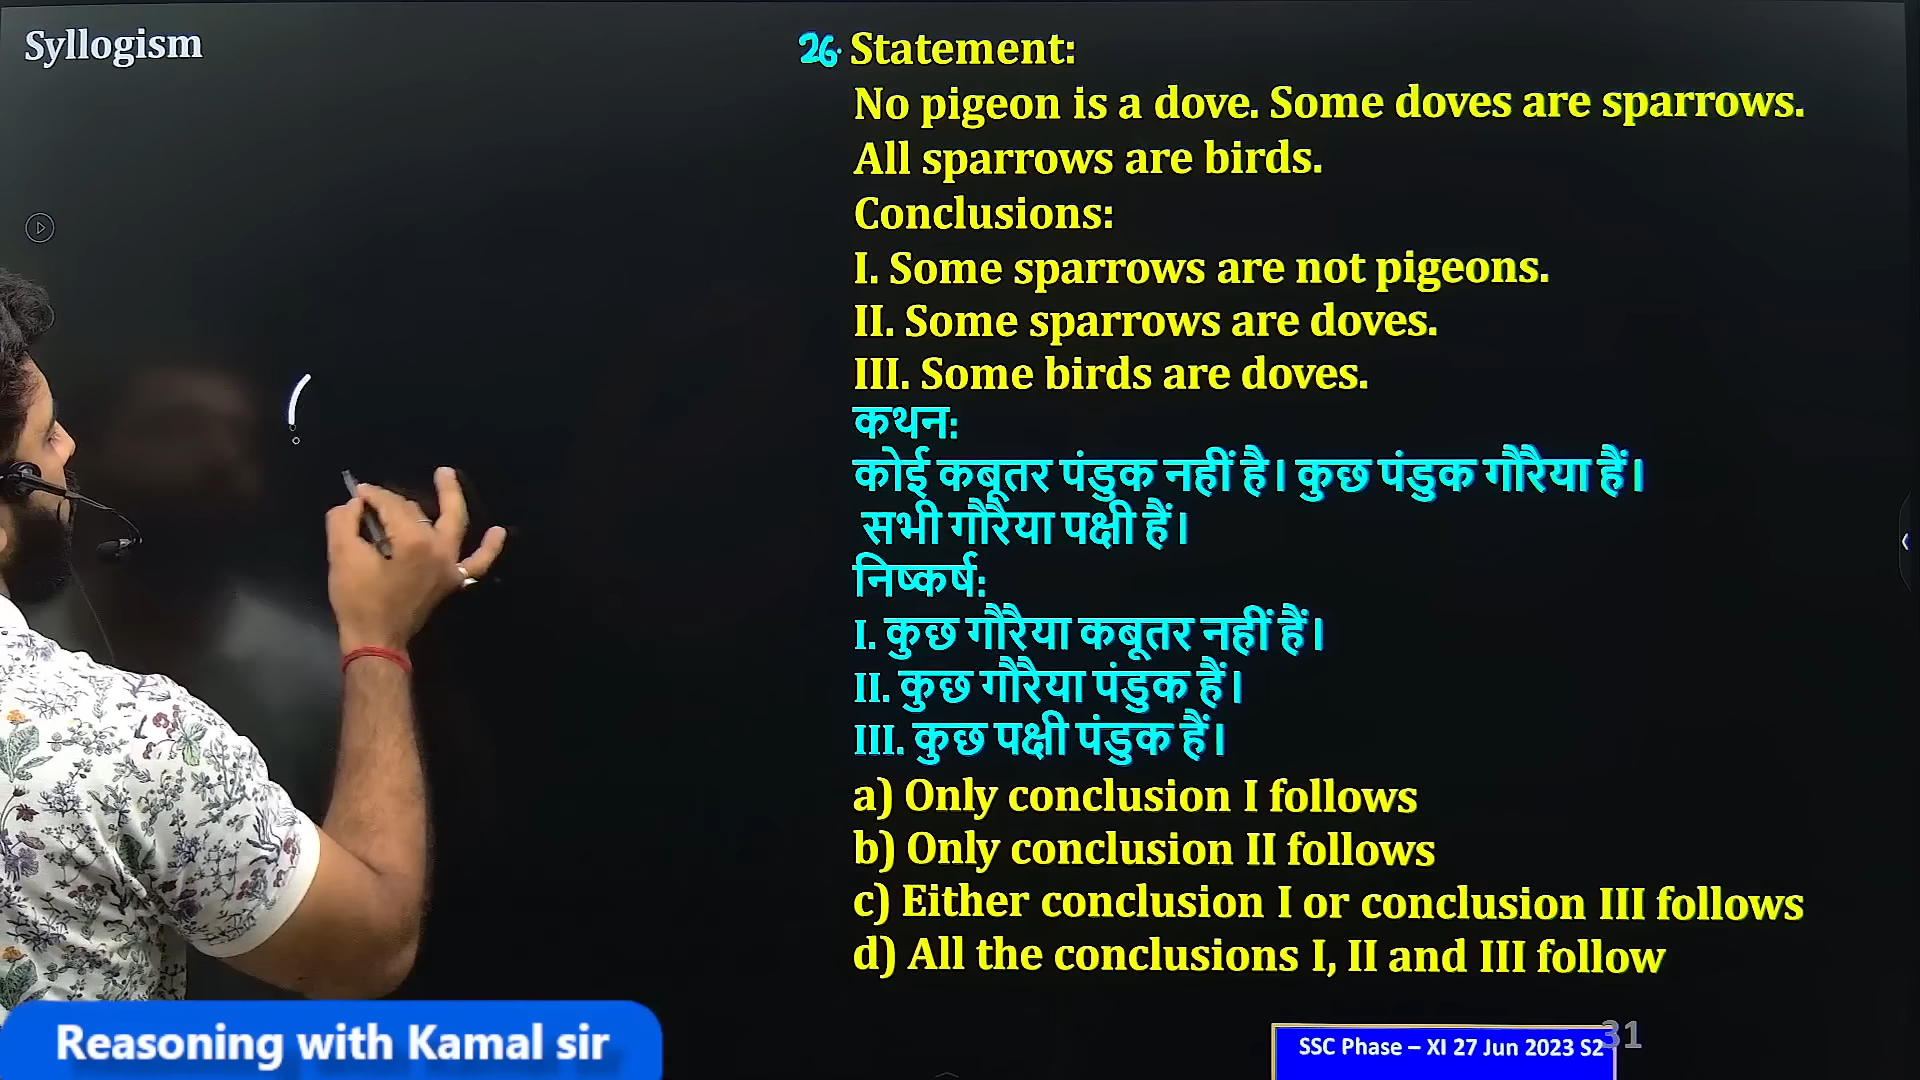 Syllogism
26. Statement:
No pigeon is a dove. Some doves are sparrows.
All sparrows are birds.
Conclusions:
I. Some sparrows are not pigeons.
II. Some sparrows are doves.
III. Some birds are doves.
कथन:
कोई कबूतर पंडुक नहीं है। कुछ पंडुक गौरैया हैं।
सभी गौरैया पक्षी हैं।
निष्कर्ष:
I. कुछ गौरैया कबूतर नहीं हैं।
II. कुछ गौरैया पंडुक हैं।
III. कुछ पक्षी पंडुक हैं।
a) Only conclusion I follows
b) Only conclusion II follows
c) Either conclusion I or conclusion III follows
d) All the conclusions I, II and III follow
Reasoning with Kamal sir
SSC Phase – XI 27 Jun 2023 S2
31